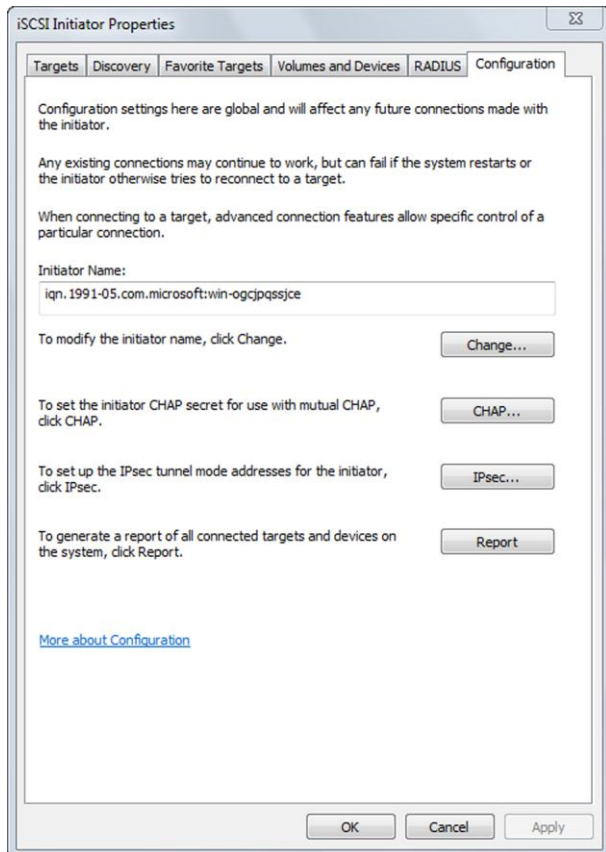 iSCSI Initiator Properties
Targets Discovery Favorite Targets Volumes and Devices RADIUS Configuration
Configuration settings here are global and will affect any future connections made with
the initiator.
Any existing connections may continue to work, but can fail if the system restarts or
the initiator otherwise tries to reconnect to a target.
When connecting to a target, advanced connection features allow specific control of a
particular connection.
Initiator Name:
iqn.1991-05.com.microsoft:win-ogcjpqssjce
To modify the initiator name, click Change.
Change...
To set the initiator CHAP secret for use with mutual CHAP,
click CHAP.
CHAP...
To set up the IPsec tunnel mode addresses for the initiator,
click IPsec.
IPsec...
To generate a report of all connected targets and devices on
the system, click Report.
Report
More about Configuration
OK Cancel Apply